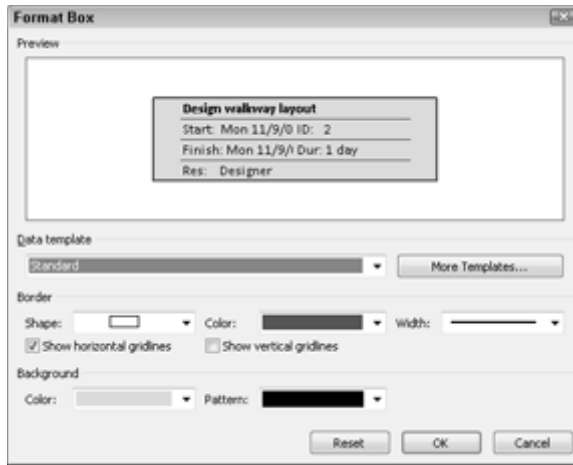 Format Box
Preview
Design walkway layout
Start: Mon 11/9/0 ID: 2
Finish: Mon 11/9/( Dur: 1 day
Res: Designer
Data template
Standard
More Templates...
Border
Shape:
Color:
Width:
Show horizontal gridlines
Show vertical gridlines
Background
Color:
Pattern:
Reset
OK
Cancel